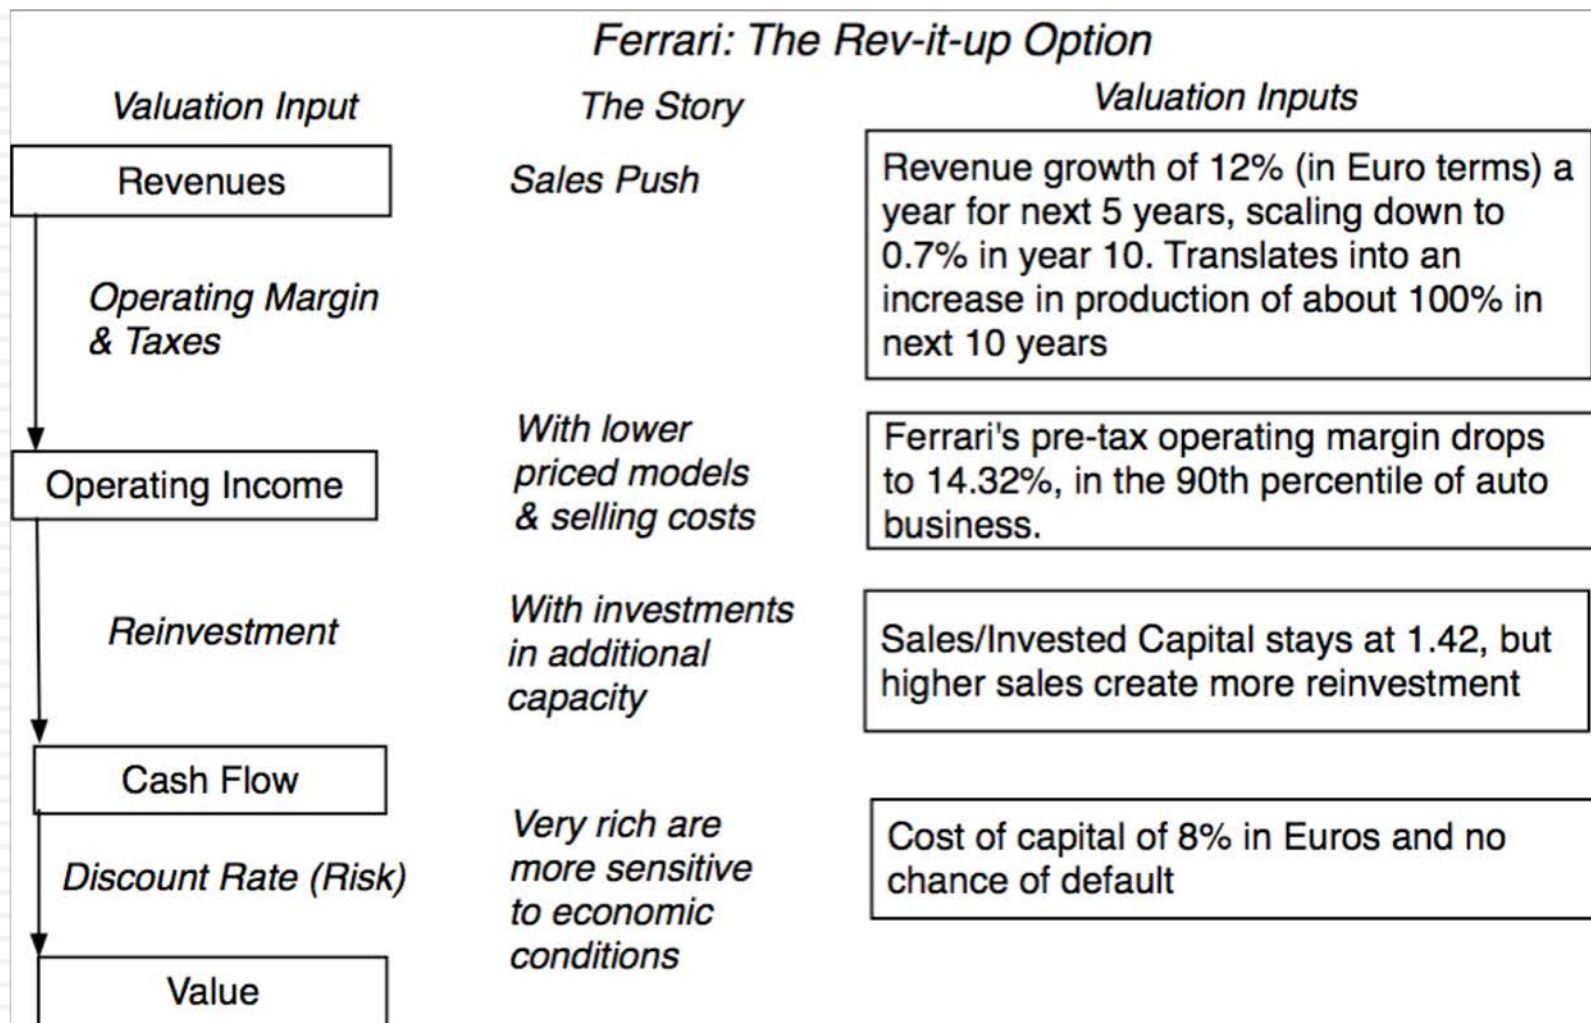 Ferrari: The Rev-it-up Option
Valuation Input
The Story
Valuation Inputs
Revenues
Sales Push
Revenue growth of 12% (in Euro terms) a
year for next 5 years, scaling down to
0.7% in year 10. Translates into an
increase in production of about 100% in
next 10 years
Operating Margin
& Taxes
Operating Income
With lower
priced models
& selling costs
Ferrari's pre-tax operating margin drops
to 14.32%, in the 90th percentile of auto
business.
Reinvestment
With investments
in additional
capacity
Sales/Invested Capital stays at 1.42, but
higher sales create more reinvestment
Cash Flow
Discount Rate (Risk)
Very rich are
more sensitive
to economic
conditions
Cost of capital of 8% in Euros and no
chance of default
Value